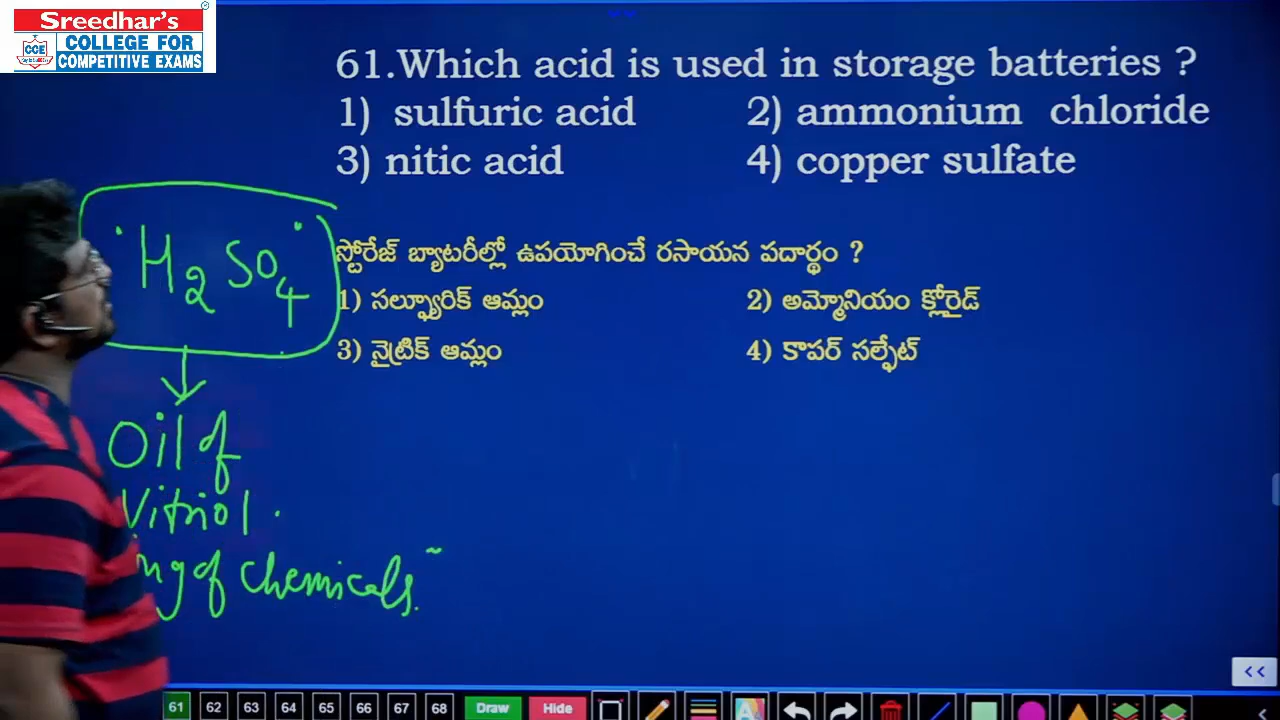 Sreedhar's
CCE
COLLEGE FOR
COMPETITIVE EXAMS
61.Which acid is used in storage batteries ?
1) sulfuric acid 2) ammonium chloride
3) nitic acid 4) copper sulfate
స్టోరేజ్ బ్యాటరీల్లో ఉపయోగించే రసాయన పదార్థం ?
1) సల్ఫ్యూరిక్ ఆమ్లం 2) అమ్మోనియం క్లోరైడ్
3) నైట్రిక్ ఆమ్లం 4) కాపర్ సల్ఫేట్
H2SO4
Oil of
Vitriol.
of chemicals.
<<
61 62 63 64 65 66 67 68 Draw Hide